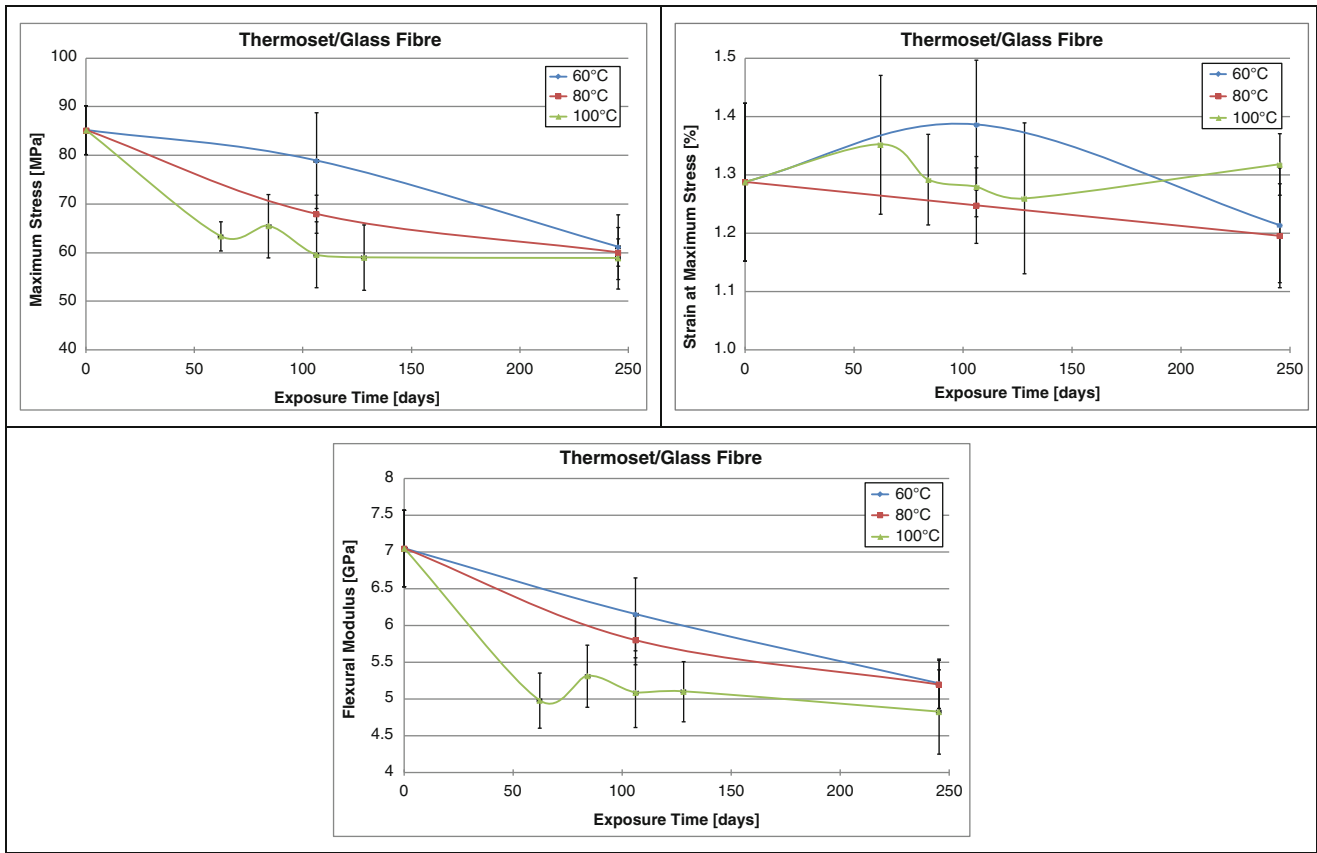 Thermoset/Glass Fibre
Maximum Stress [MPa]
100
90
80
70
60
50
40
60°C
80°C
100°C
0 50 100 150 200 250
Exposure Time [days]
Thermoset/Glass Fibre
Strain at Maximum Stress [%]
1.5
1.4
1.3
1.2
1.1
1.0
60°C
80°C
100°C
0 50 100 150 200 250
Exposure Time [days]
Thermoset/Glass Fibre
Flexural Modulus [GPa]
8
7.5
7
6.5
6
5.5
5
4.5
4
60°C
80°C
100°C
0 50 100 150 200 250
Exposure Time [days]